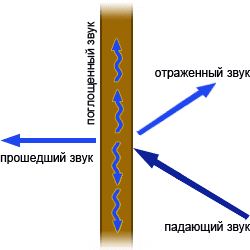 поглощенный звук
отраженный звук
прошедший звук
падающий звук